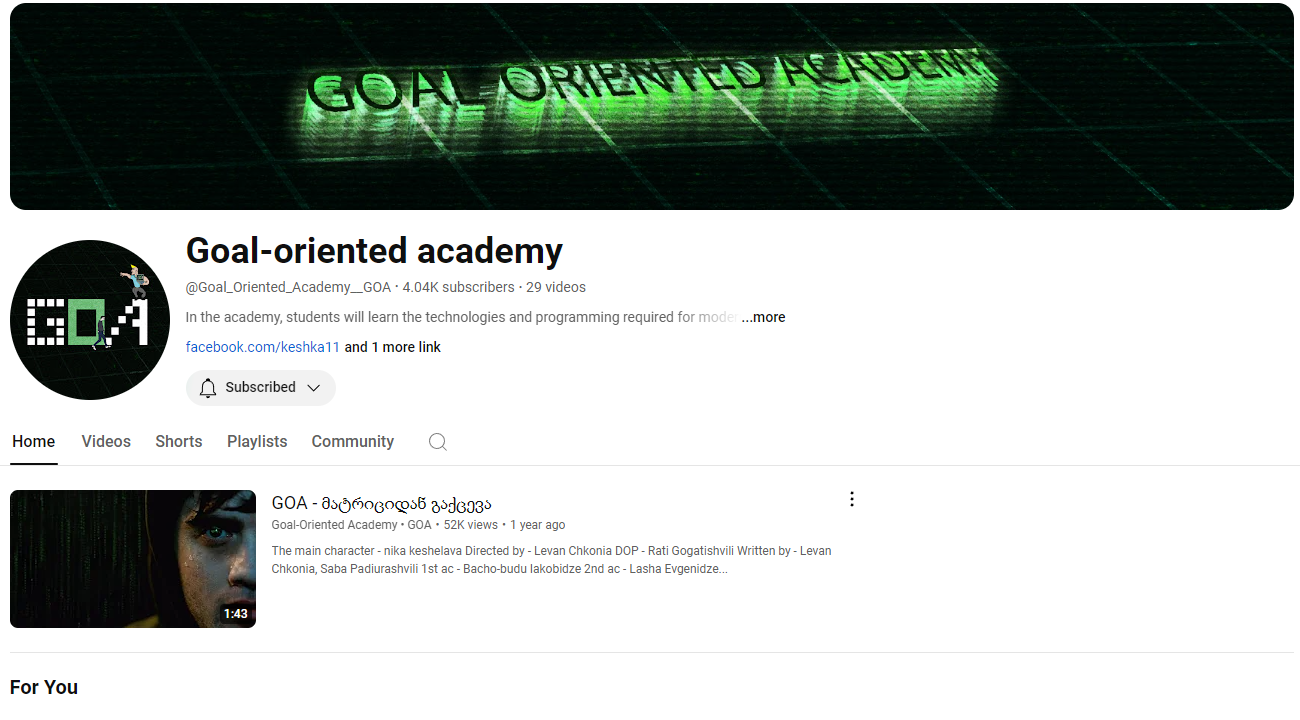 GOAL ORIENTED ACADEMY
GOA
Goal-oriented academy
@Goal_Oriented_Academy__GOA • 4.04K subscribers • 29 videos
In the academy, students will learn the technologies and programming required for moder ...more
facebook.com/keshka11 and 1 more link
Subscribed
Home Videos Shorts Playlists Community
GOA - მატრიციდან გაქცევა
Goal-Oriented Academy • GOA • 52K views • 1 year ago
The main character - nika keshelava Directed by - Levan Chkonia DOP - Rati Gogatishvili Written by - Levan
Chkonia, Saba Padiurashvili 1st ac - Bacho-budu Iakobidze 2nd ac - Lasha Evgenidze...
1:43
For You